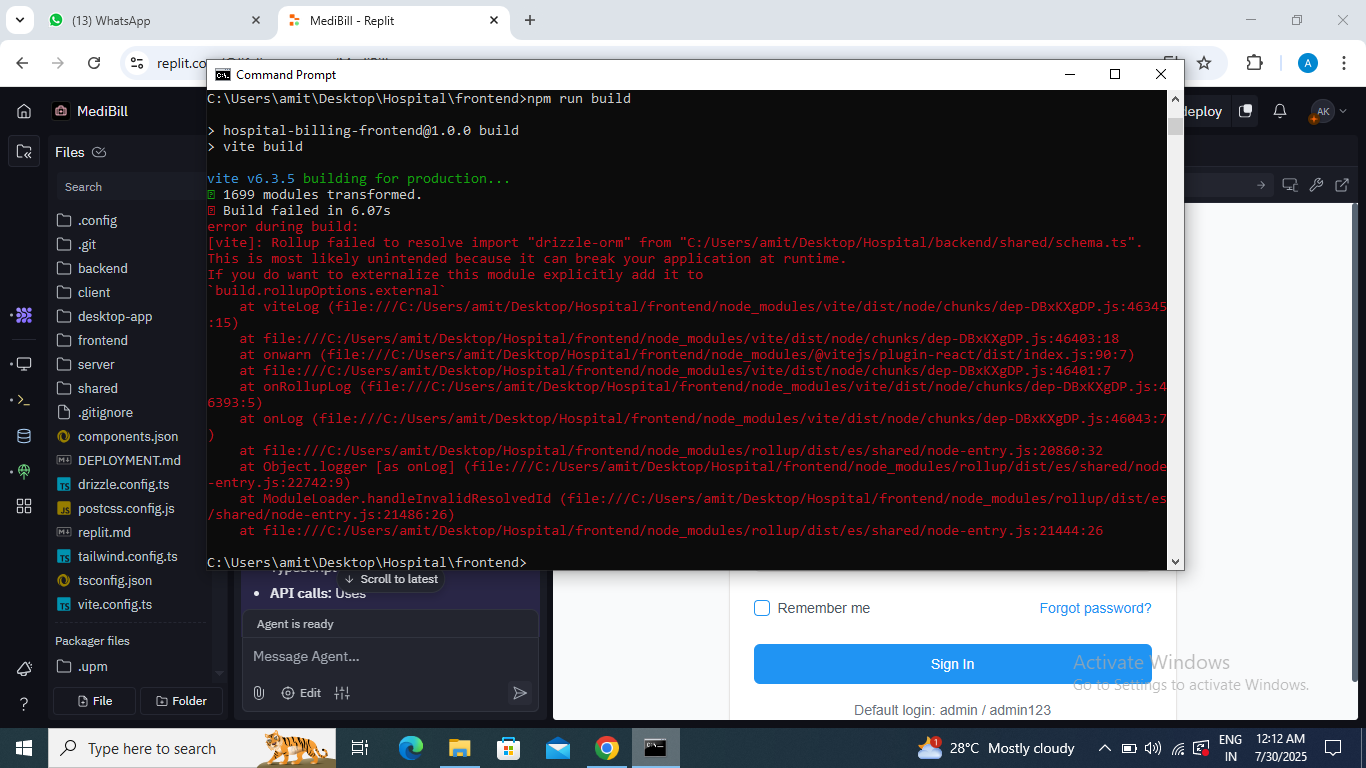 (13) WhatsApp
MediBill - Replit
replit.co
Command Prompt
MediBill
eploy
AK
A
Files
Search
.config
.git
backend
client
desktop-app
frontend
server
shared
.gitignore
components.json
DEPLOYMENT.md
drizzle.config.ts
postcss.config.js
replit.md
tailwind.config.ts
tsconfig.json
vite.config.ts
Packager files
.upm
File
Folder
C:\Users\amit\Desktop\Hospital\frontend>npm run build
> hospital-billing-frontend@1.0.0 build
> vite build
vite v6.3.5 building for production...
1699 modules transformed.
Build failed in 6.07s
error during build:
[vite]: Rollup failed to resolve import "drizzle-orm" from "C:/Users/amit/Desktop/Hospital/backend/shared/schema.ts".
This is most likely unintended because it can break your application at runtime.
If you do want to externalize this module explicitly add it to
`build.rollupOptions.external`
at viteLog (file:///C:/Users/amit/Desktop/Hospital/frontend/node_modules/vite/dist/node/chunks/dep-DBxKXgDP.js:46345
:15)
at file:///C:/Users/amit/Desktop/Hospital/frontend/node_modules/vite/dist/node/chunks/dep-DBxKXgDP.js:46403:18
at onwarn (file:///C:/Users/amit/Desktop/Hospital/frontend/node_modules/@vitejs/plugin-react/dist/index.js:90:7)
at file:///C:/Users/amit/Desktop/Hospital/frontend/node_modules/vite/dist/node/chunks/dep-DBxKXgDP.js:46401:7
at onRollupLog (file:///C:/Users/amit/Desktop/Hospital/frontend/node_modules/vite/dist/node/chunks/dep-DBxKXgDP.js:4
6393:5)
at onLog (file:///C:/Users/amit/Desktop/Hospital/frontend/node_modules/vite/dist/node/chunks/dep-DBxKXgDP.js:46043:7
)
at file:///C:/Users/amit/Desktop/Hospital/frontend/node_modules/rollup/dist/es/shared/node-entry.js:20860:32
at Object.logger [as onLog] (file:///C:/Users/amit/Desktop/Hospital/frontend/node_modules/rollup/dist/es/shared/node
-entry.js:22742:9)
at ModuleLoader.handleInvalidResolvedId (file:///C:/Users/amit/Desktop/Hospital/frontend/node_modules/rollup/dist/es
/shared/node-entry.js:21486:26)
at file:///C:/Users/amit/Desktop/Hospital/frontend/node_modules/rollup/dist/es/shared/node-entry.js:21444:26
C:\Users\amit\Desktop\Hospital\frontend>
Scroll to latest
• API calls: Uses
Agent is ready
Message Agent...
Edit
Remember me
Forgot password?
Sign In
Default login: admin / admin123
Activate Windows
Go to Settings to activate Windows.
Type here to search
28°C Mostly cloudy
ENG
IN
12:12 AM
7/30/2025